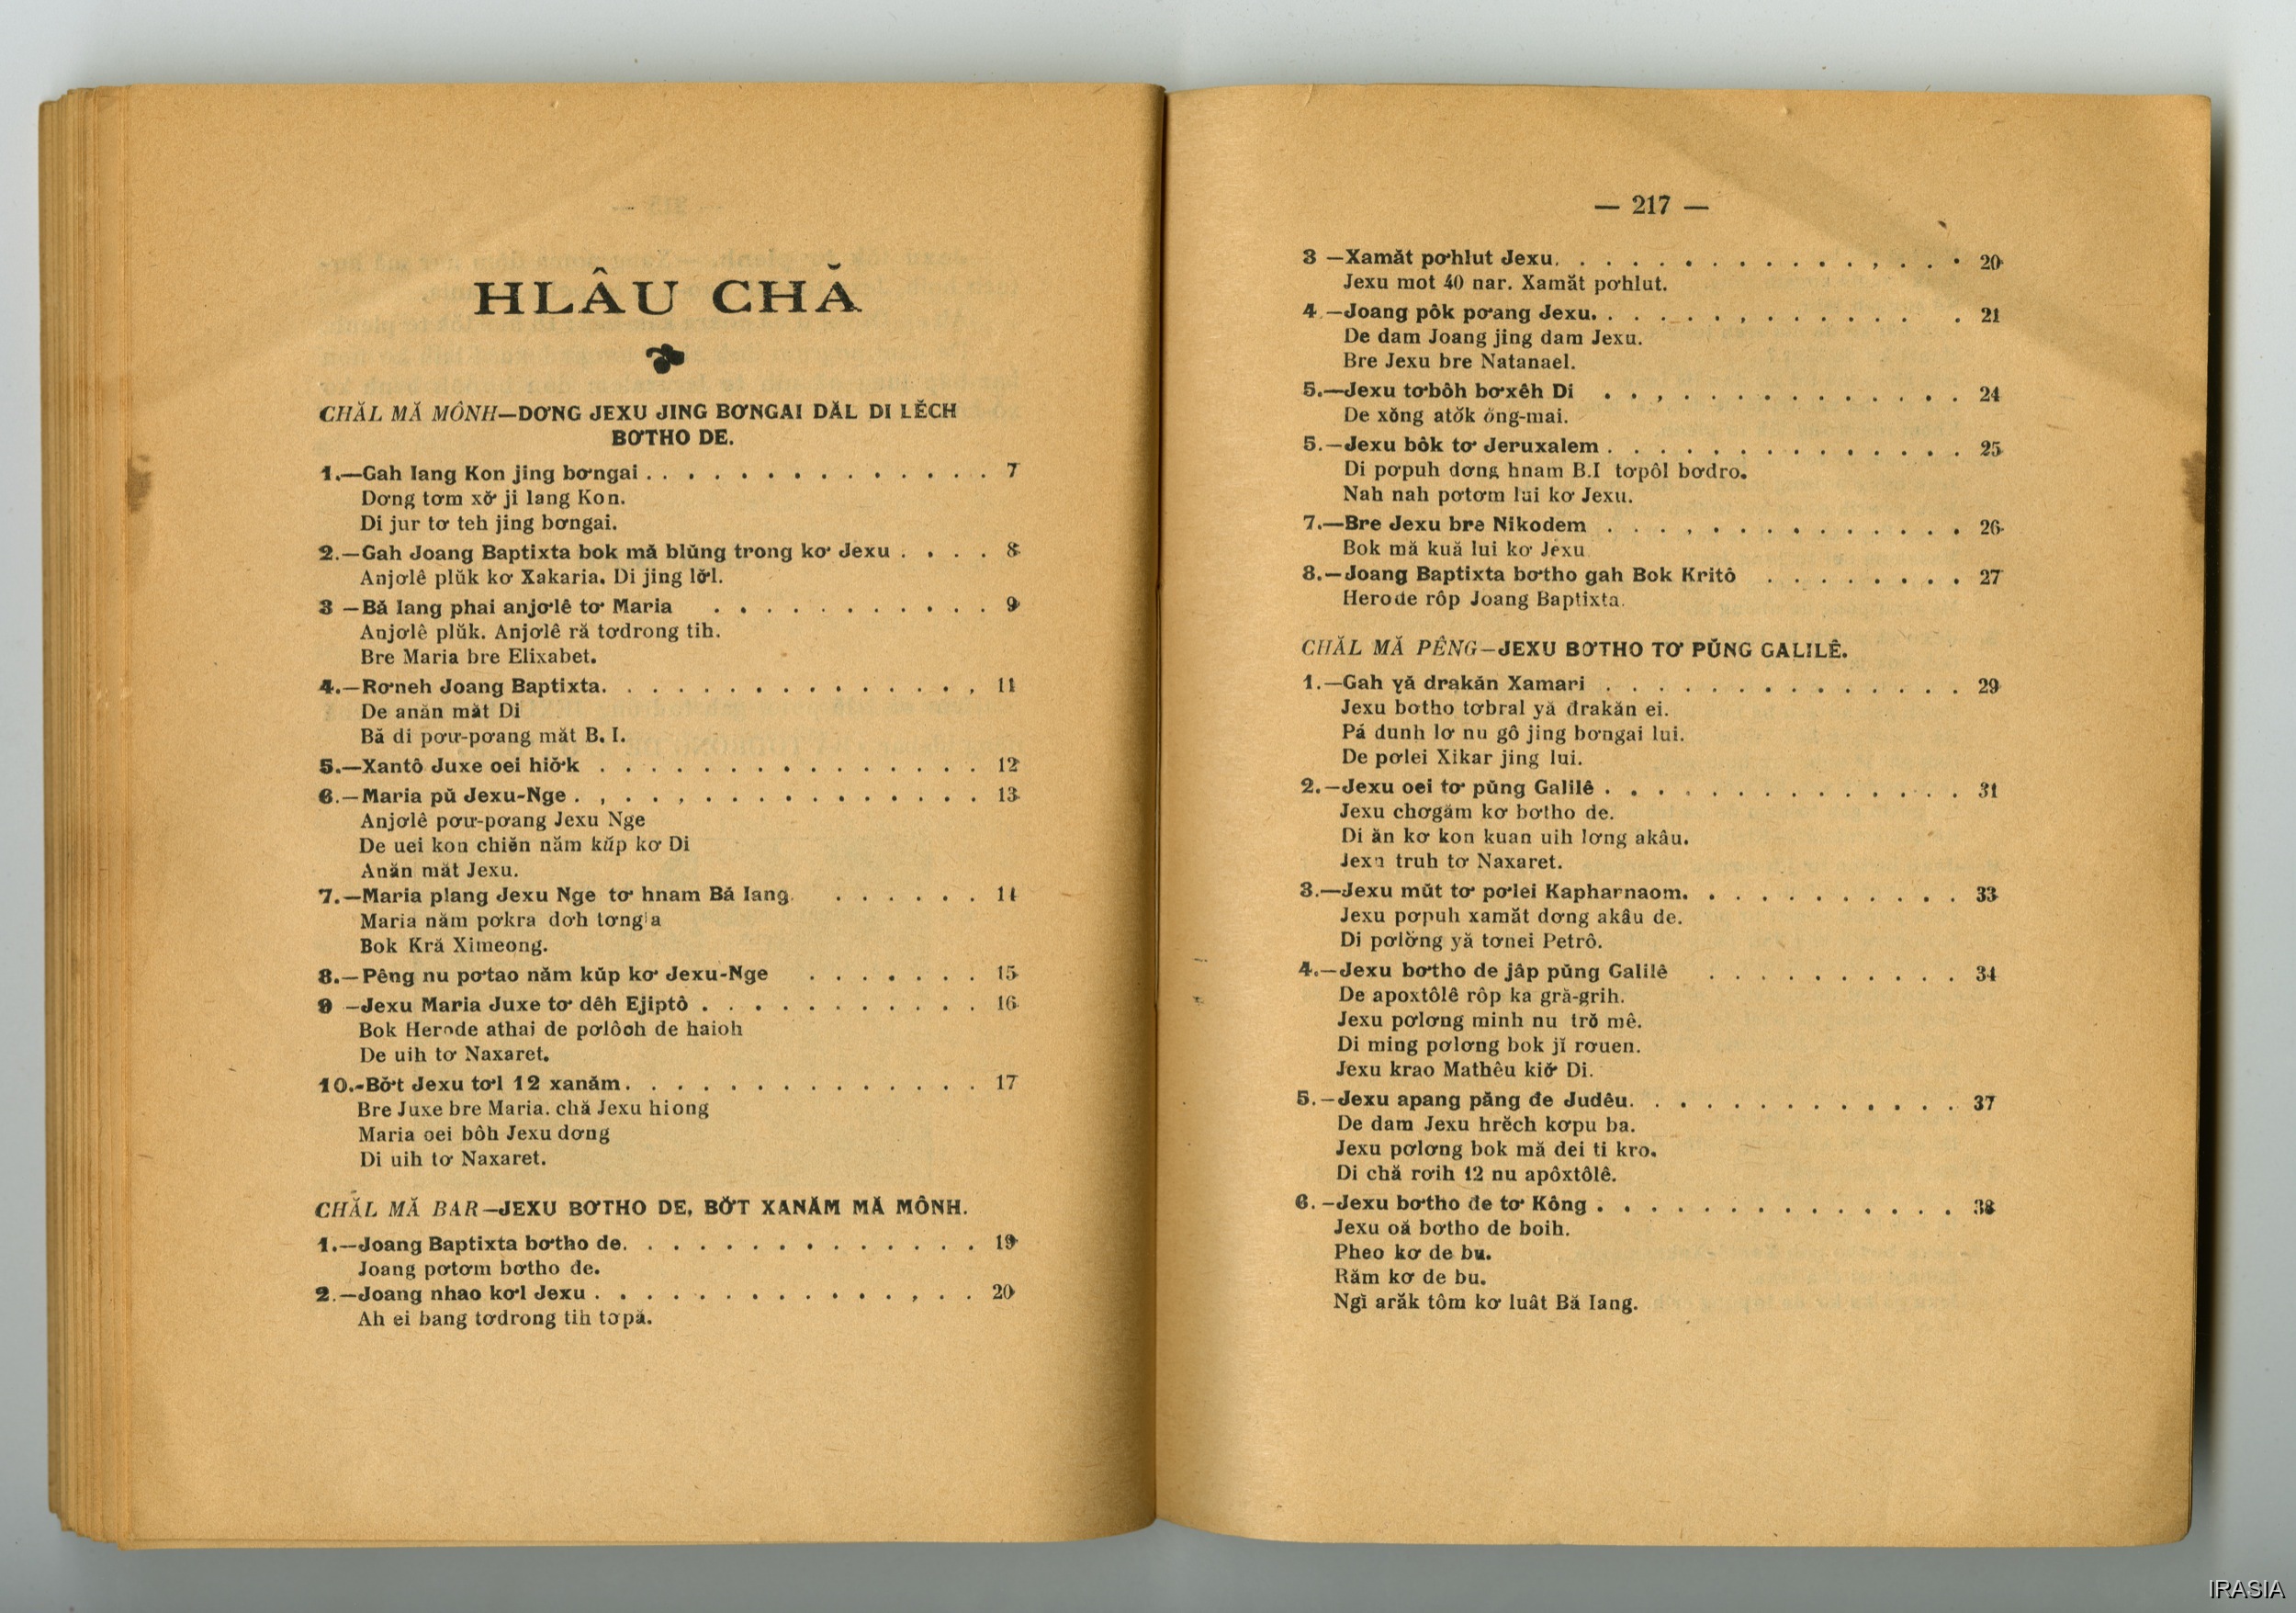 HLÂU CHĂ
CHĂL MĂ MÔNH—DƠNG JEXU JING BƠNGAI DĂL DI LĔCH
BƠTHO DE.
1.—Gah Iang Kon jing bơngai . . . . . . . . . . . . . . 7
Dơng tơm xơ̆ ji Iang Kon.
Di jur tơ teh jing bơngai.
2.—Gah Joang Baptixta bok mă blŭng trong kơ Jexu . . . . 8
Anjơlê plŭk kơ Xakaria. Di jing lơ̆l.
3 —Bă Iang phai anjơlê tơ Maria . . . . . . . . . . . 9
Anjơlê plŭk. Anjơlê ră tơdrong tih.
Bre Maria bre Elixabet.
4.—Rơneh Joang Baptixta. . . . . . . . . . . . . . . 11
De anăn măt Di
Bă di pơư-pơang măt B. I.
5.—Xantô Juxe oei hiơ̆k . . . . . . . . . . . . . . . 12
6.—Maria pŭ Jexu-Nge . . . . . . . . . . . . . . . . 13
Anjơlê pơư-pơang Jexu Nge
De uei kon chiĕn năm kŭp kơ Di
Anăn măt Jexu.
7.—Maria plang Jexu Nge tơ hnam Bă Iang . . . . . . 14
Maria năm pơkra dơh tơngia
Bok Kră Ximeong.
8.—Pêng nu pơtao năm kŭp kơ Jexu-Nge . . . . . . . 15
9 —Jexu Maria Juxe tơ dêh Ejiptô . . . . . . . . . . . 16
Bok Herode athai de pơlôch de haioh
De uih tơ Naxaret.
10.-Bơ̆t Jexu tơl 12 xanăm . . . . . . . . . . . . . . 17
Bre Juxe bre Maria. chă Jexu hiong
Maria oei bôh Jexu dơng
Di uih tơ Naxaret.
CHĂL MĂ BAR—JEXU BƠTHO DE, BƠ̆T XANĂM MĂ MÔNH.
1.—Joang Baptixta bơtho de. . . . . . . . . . . . . . 19
Joang pơtơm bơtho đe.
2.—Joang nhao kơl Jexu . . . . . . . . . . . . . . . 20
Ah ei bang tơdrong tih tơpă.
— 217 —
3 —Xamăt pơhlut Jexu. . . . . . . . . . . . . . . . . 20
Jexu mot 40 nar. Xamăt pơhlut.
4 —Joang pôk pơang Jexu. . . . . . . . . . . . . . 21
De dam Joang jing dam Jexu.
Bre Jexu bre Natanael.
5.—Jexu tơbôh bơxêh Di . . . . . . . . . . . . . . 24
De xŏng atŏk ŏng-mai.
5.—Jexu bôk tơ Jeruxalem . . . . . . . . . . . . . . 25
Di pơpuh dơng hnam B.I tơpôl bơdro.
Nah nah pơtơm lui kơ Jexu.
7.—Bre Jexu bre Nikodem . . . . . . . . . . . . . . 26
Bok mă kuă lui kơ Jexu
8.—Joang Baptixta bơtho gah Bok Kritô . . . . . . . . 27
Herode rôp Joang Baptixta.
CHĂL MĂ PÊNG—JEXU BƠTHO TƠ PŬNG GALILÊ.
1.—Gah yă drakăn Xamari . . . . . . . . . . . . . . 29
Jexu bơtho tơbral yă đrakăn ei.
Pă dunh lơ nu gô jing bơngai lui.
De pơlei Xikar jing lui.
2.—Jexu oei tơ pŭng Galilê . . . . . . . . . . . . . . 31
Jexu chơgăm kơ bơtho de.
Di ăn kơ kon kuan uih lơng akâu.
Jexu truh tơ Naxaret.
3.—Jexu mŭt tơ pơlei Kapharnaom. . . . . . . . . . . 33
Jexu pơpuh xamăt dơng akâu de.
Di pơlơ̆ng yă tơnei Petrô.
4.—Jexu bơtho de jâp pŭng Galilê . . . . . . . . . . 34
De apoxtôlê rôp ka gră-grih.
Jexu pơlơng minh nu trŏ mê.
Di ming pơlơng bok jĭ rơuen.
Jexu krao Mathêu kiơ̆ Di.
5.—Jexu apang păng đe Judêu. . . . . . . . . . . . . 37
De dam Jexu hrĕch kơpu ba.
Jexu pơlơng bok mă dei ti kro.
Di chă rơih 12 nu apôxtôlê.
6.—Jexu bơtho đe tơ Kông . . . . . . . . . . . . . . 38
Jexu oă bơtho de boih.
Pheo kơ de bu.
Răm kơ de bu.
Ngĭ arăk tôm kơ luât Bă Iang.
IRASIA